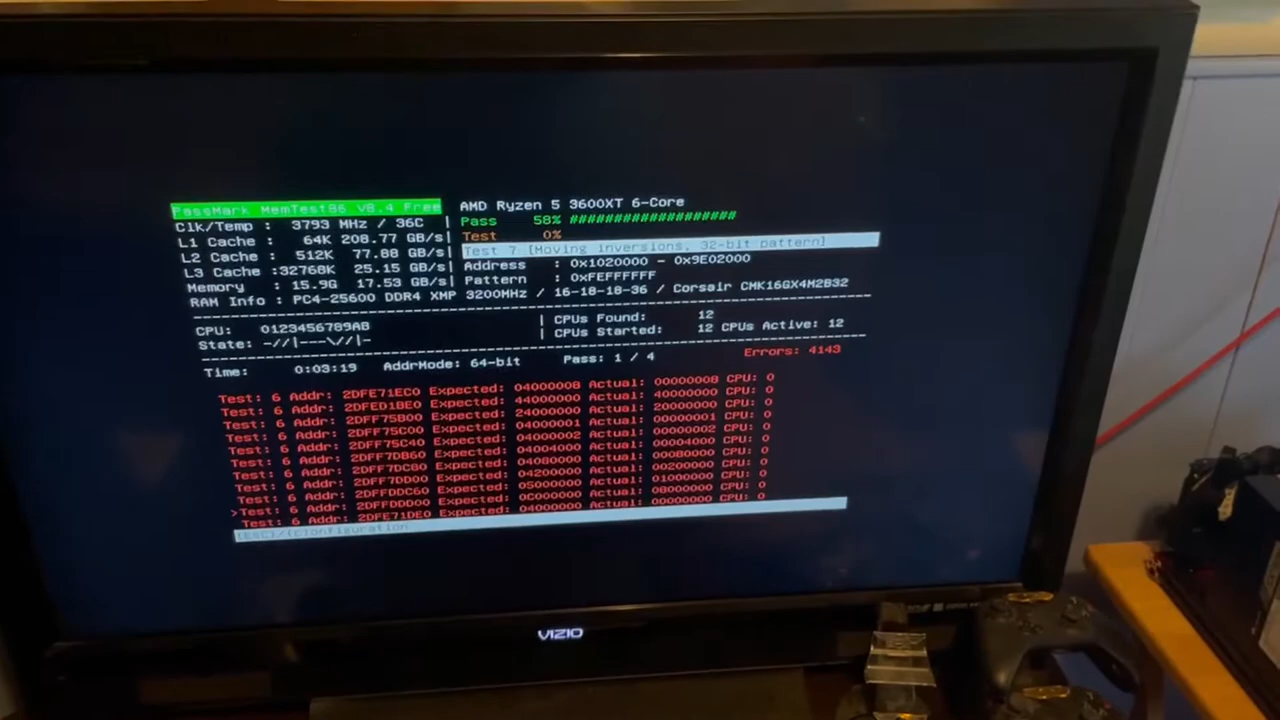 PassMark MemTest86 V8.4 Free
AMD Ryzen 5 3600XT 6-Core
Clk/Temp : 3793 MHz / 36C | Pass 58% ###################
L1 Cache : 64K 208.77 GB/s| Test 0%
L2 Cache : 512K 77.88 GB/s| Test 7 [Moving inversions, 32-bit pattern]
L3 Cache :32768K 25.15 GB/s| Address : 0x1020000 - 0x9E02000
Memory : 15.9G 17.53 GB/s| Pattern : 0xFEFFFFFF
RAM Info : PC4-25600 DDR4 XMP 3200MHz / 16-18-18-36 / Corsair CMK16GX4M2B32
CPU: 0123456789AB | CPUs Found: 12
State: -//|---\//|- | CPUs Started: 12 CPUs Active: 12
Time: 0:03:19 AddrMode: 64-bit Pass: 1 / 4 Errors: 4143
Test: 6 Addr: 2DFE71EC0 Expected: 04000008 Actual: 00000008 CPU: 0
Test: 6 Addr: 2DFED1BE0 Expected: 44000000 Actual: 40000000 CPU: 0
Test: 6 Addr: 2DFF75B00 Expected: 24000000 Actual: 20000000 CPU: 0
Test: 6 Addr: 2DFF75C00 Expected: 04000001 Actual: 00000001 CPU: 0
Test: 6 Addr: 2DFF75C40 Expected: 04000002 Actual: 00000002 CPU: 0
Test: 6 Addr: 2DFF7DB60 Expected: 04004000 Actual: 00004000 CPU: 0
Test: 6 Addr: 2DFF7DC80 Expected: 04080000 Actual: 00080000 CPU: 0
Test: 6 Addr: 2DFF7DD00 Expected: 04200000 Actual: 00200000 CPU: 0
Test: 6 Addr: 2DFFDDC60 Expected: 05000000 Actual: 01000000 CPU: 0
>Test: 6 Addr: 2DFFDDD00 Expected: 0C000000 Actual: 08000000 CPU: 0
Test: 6 Addr: 2DFE71DE0 Expected: 04000000 Actual: 00000000 CPU: 0
(ESC)/(c)onfiguration
VIZIO